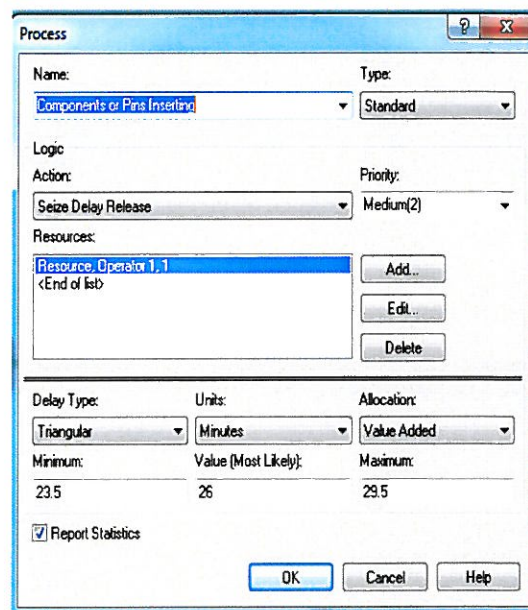 Process
Name: Type:
Components or Pins Inserting Standard
Logic
Action: Priority:
Seize Delay Release Medium(2)
Resources:
Resource, Operator 1, 1 Add...
<End of list> Edit...
Delete
Delay Type: Units: Allocation:
Triangular Minutes Value Added
Minimum: Value (Most Likely): Maximum:
23.5 26 29.5
Report Statistics
OK Cancel Help